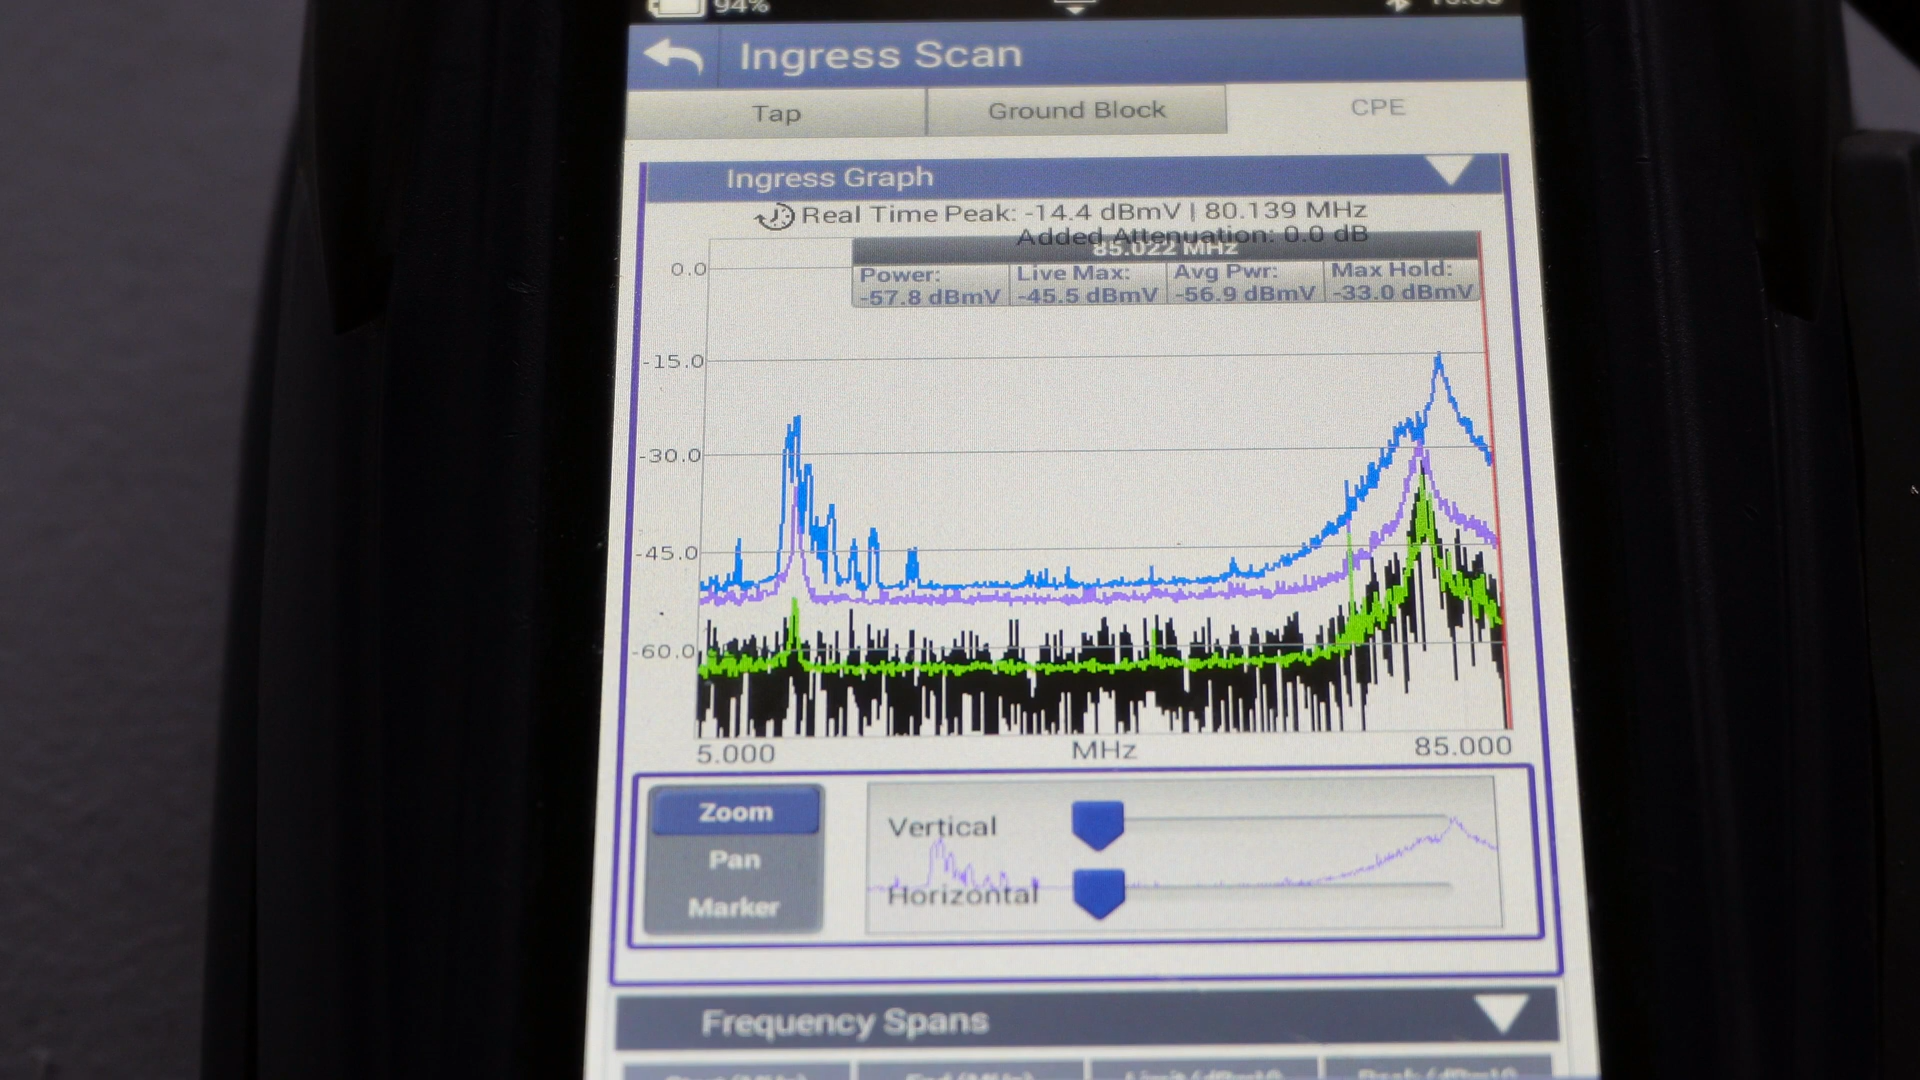 94%
Ingress Scan
Tap Ground Block CPE
Ingress Graph
Real Time Peak: -14.4 dBmV | 80.139 MHz
Added Attenuation: 0.0 dB
85.022 MHz
Power: Live Max: Avg Pwr: Max Hold:
-57.8 dBmV -45.5 dBmV -56.9 dBmV -33.0 dBmV
0.0
-15.0
-30.0
-45.0
-60.0
5.000 MHz 85.000
Zoom
Vertical
Pan
Horizontal
Marker
Frequency Spans